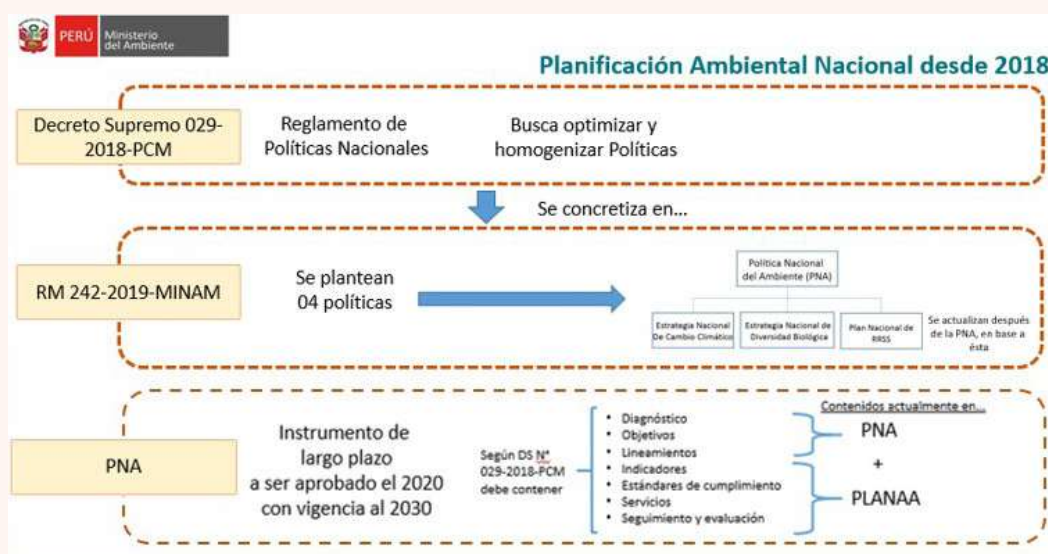 PERÚ
Ministerio
del Ambiente
Planificación Ambiental Nacional desde 2018
Decreto Supremo 029-
2018-PCM
Reglamento de
Políticas Nacionales
Busca optimizar y
homogenizar Políticas
Se concretiza en...
RM 242-2019-MINAM
Se plantean
04 políticas
Política Nacional
del Ambiente (PNA)
Estrategia Nacional
De Cambio Climático
Estrategia Nacional de
Diversidad Biológica
Plan Nacional de
RRSS
Se actualizan después
de la PNA, en base a
ésta
PNA
Instrumento de
largo plazo
a ser aprobado el 2020
con vigencia al 2030
Según DS N°
029-2018-PCM
debe contener
• Diagnóstico
• Objetivos
• Lineamientos
• Indicadores
• Estándares de cumplimiento
• Servicios
• Seguimiento y evaluación
Contenidos actualmente en...
PNA
+
PLANAA